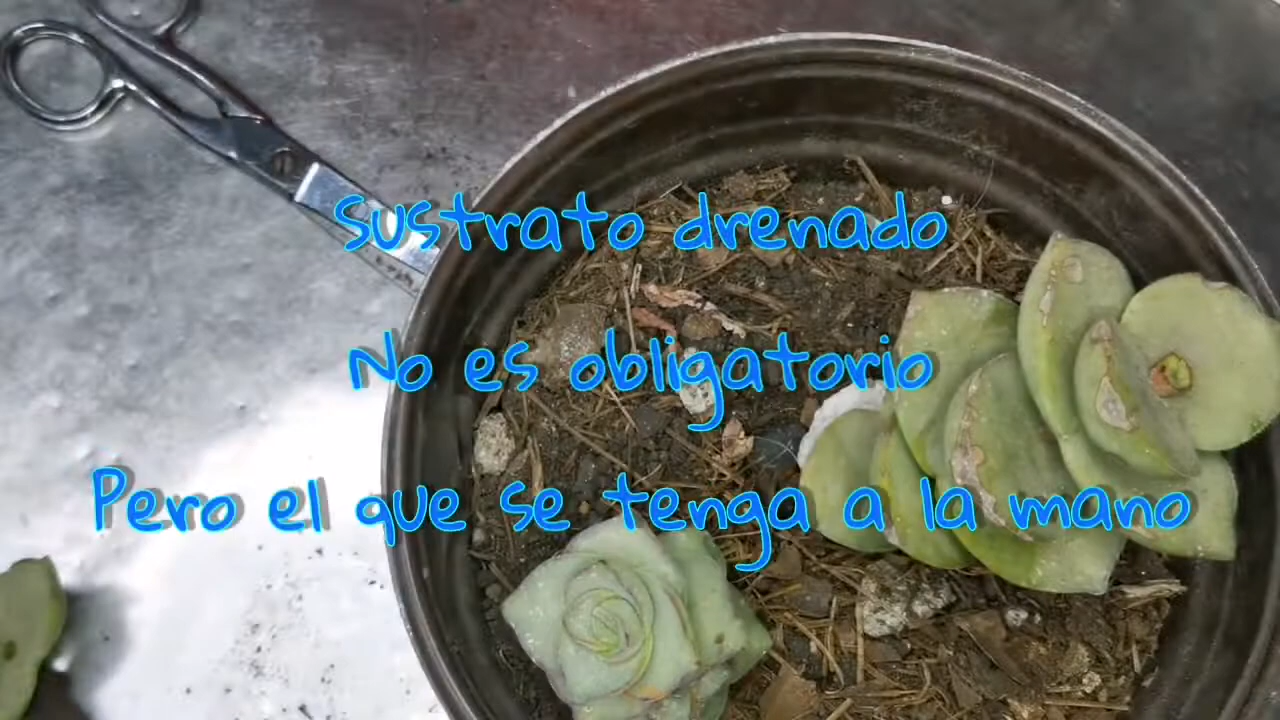 Sustrato drenado
No es obligatorio
Pero el que se tenga a la mano